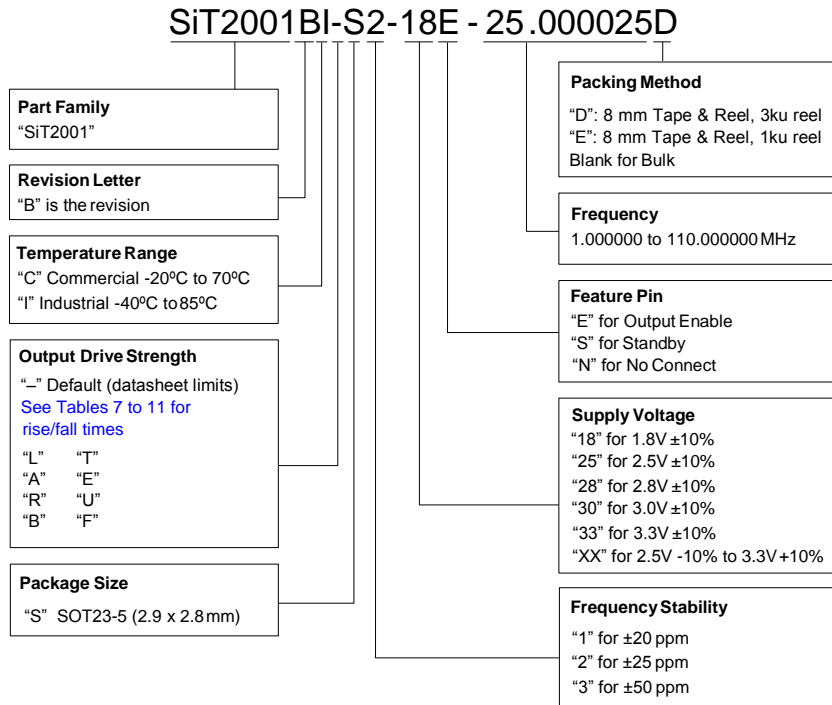 SiT2001BI-S2-18E - 25.000025D
Part Family
“SiT2001”
Revision Letter
“B” is the revision
Temperature Range
“C” Commercial -20ºC to 70ºC
“I” Industrial -40ºC to 85ºC
Output Drive Strength
“–” Default (datasheet limits)
See Tables 7 to 11 for
rise/fall times
“L” “T”
“A” “E”
“R” “U”
“B” “F”
Package Size
“S” SOT23-5 (2.9 x 2.8 mm)
Packing Method
“D”: 8 mm Tape & Reel, 3ku reel
“E”: 8 mm Tape & Reel, 1ku reel
Blank for Bulk
Frequency
1.000000 to 110.000000 MHz
Feature Pin
“E” for Output Enable
“S” for Standby
“N” for No Connect
Supply Voltage
“18” for 1.8V ±10%
“25” for 2.5V ±10%
“28” for 2.8V ±10%
“30” for 3.0V ±10%
“33” for 3.3V ±10%
“XX” for 2.5V -10% to 3.3V +10%
Frequency Stability
“1” for ±20 ppm
“2” for ±25 ppm
“3” for ±50 ppm